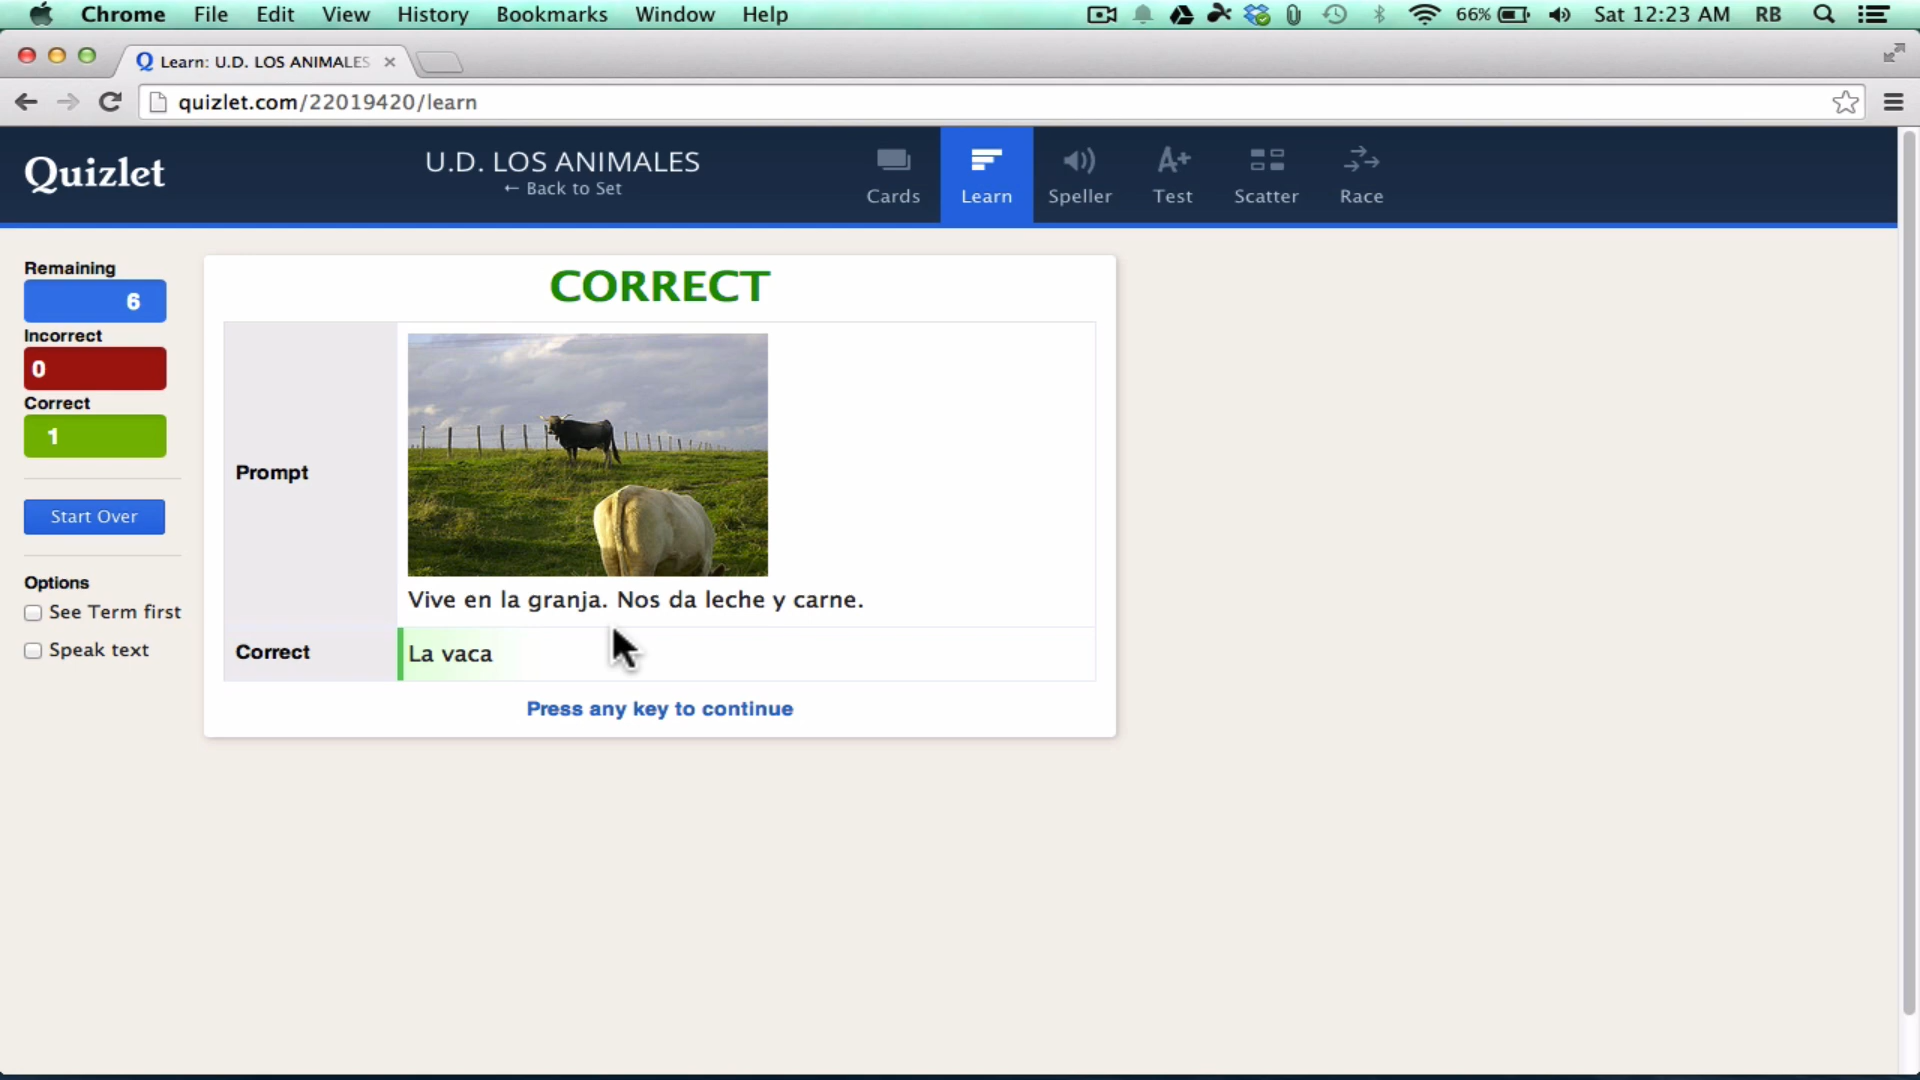 Chrome File Edit View History Bookmarks Window Help 66% Sat 12:23 AM RB
Learn: U.D. LOS ANIMALES
quizlet.com/22019420/learn
Quizlet
U.D. LOS ANIMALES
← Back to Set
Cards Learn Speller Test Scatter Race
Remaining
6
Incorrect
0
Correct
1
Start Over
Options
See Term first
Speak text
CORRECT
Prompt
Vive en la granja. Nos da leche y carne.
Correct La vaca
Press any key to continue